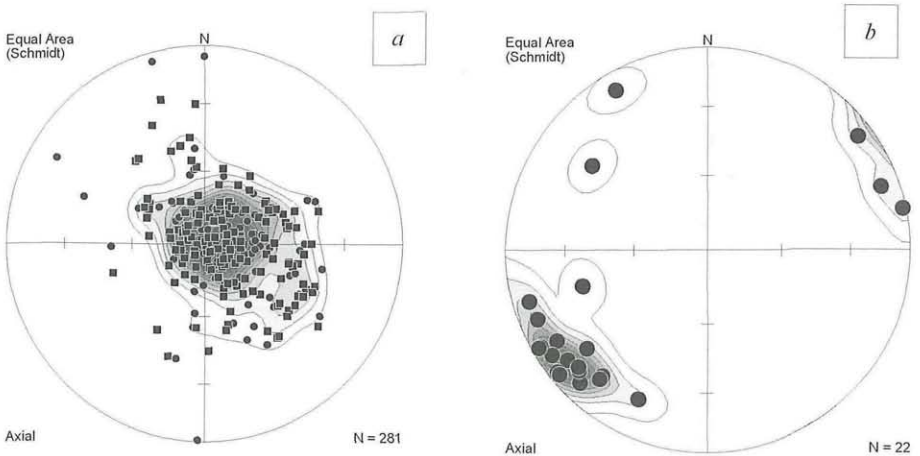 Equal Area
(Schmidt)
N
a
Axial
N = 281
Equal Area
(Schmidt)
N
b
Axial
N = 22